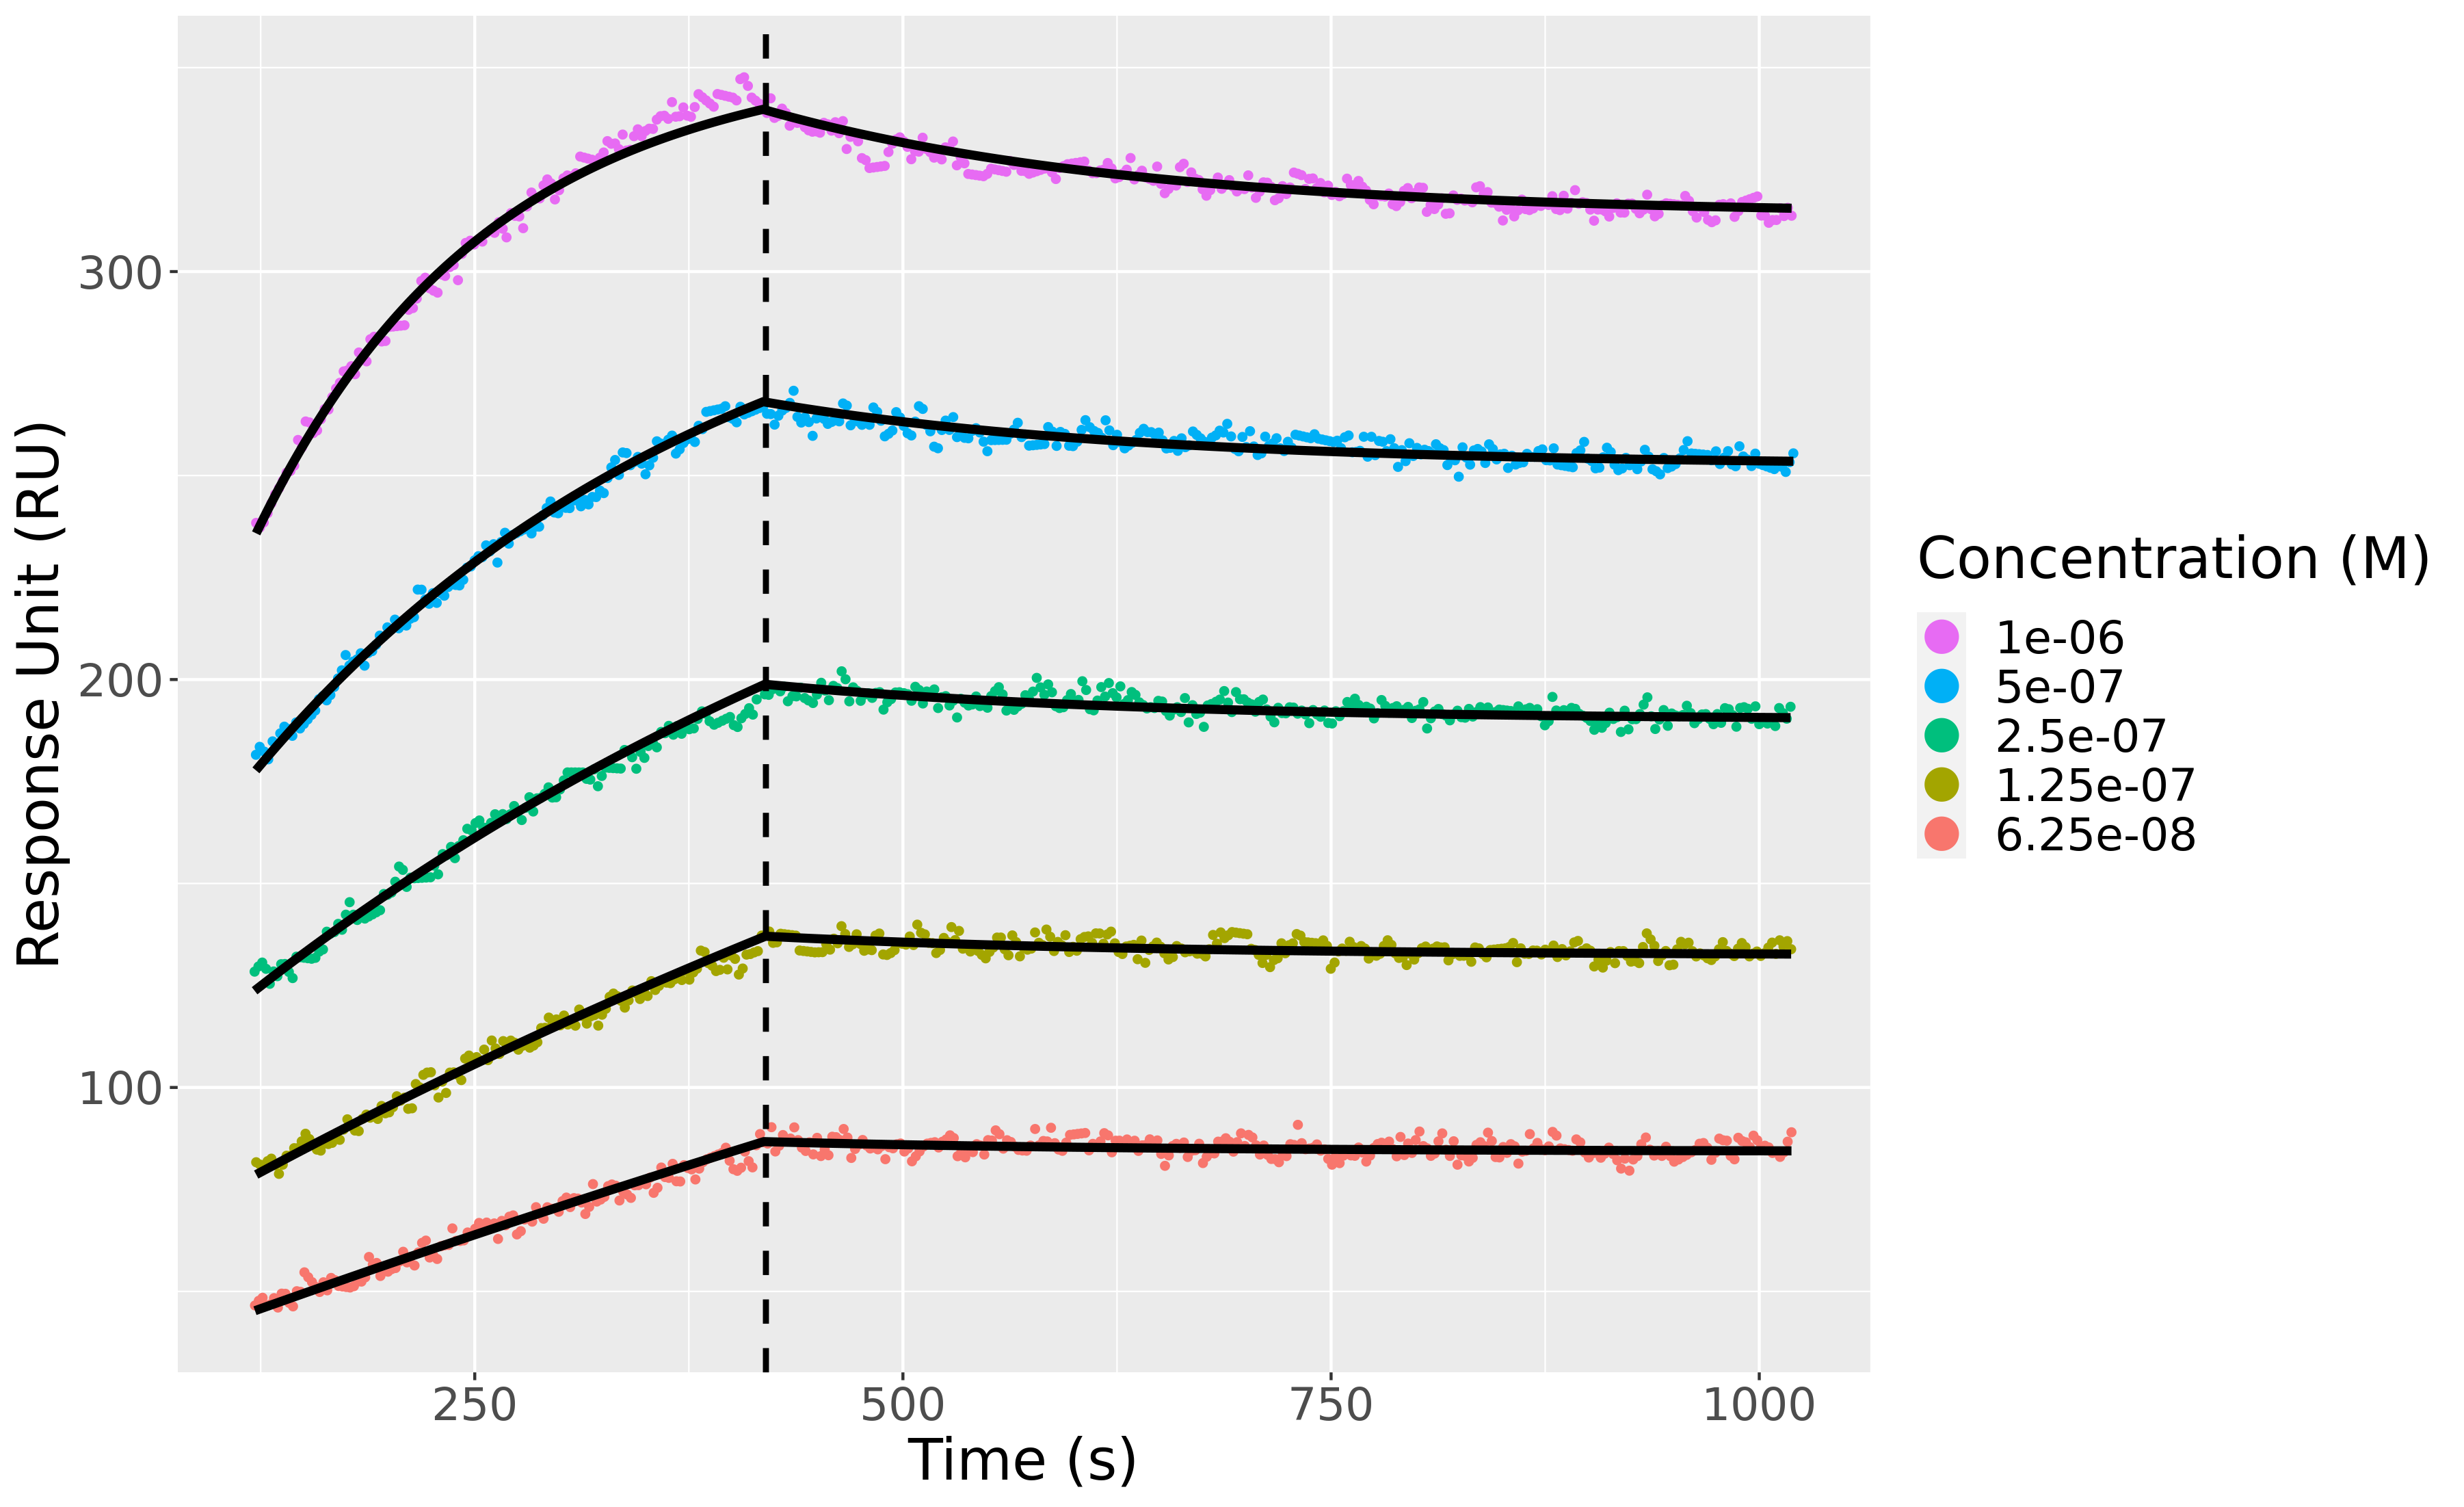 Response Unit (RU)
300
200
100
250 500 750 1000
Time (s)
Concentration (M)
1e-06
5e-07
2.5e-07
1.25e-07
6.25e-08